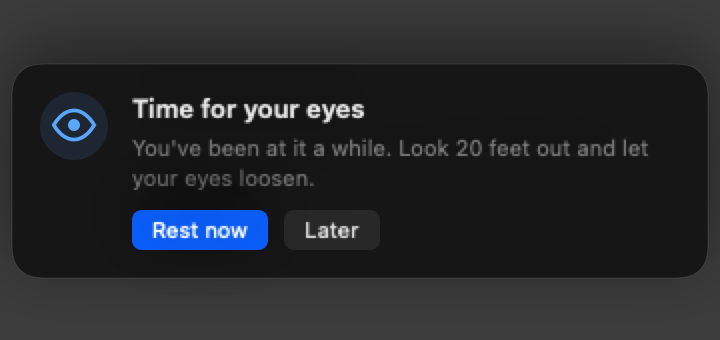 Time for your eyes
You've been at it a while. Look 20 feet out and let
your eyes loosen.
Rest now
Later